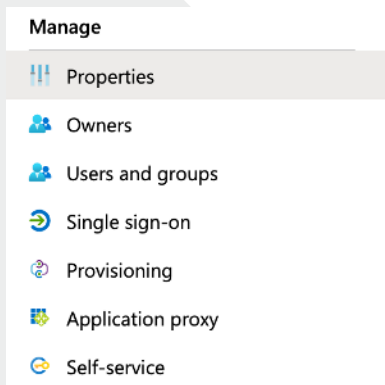 Manage
Properties
Owners
Users and groups
Single sign-on
Provisioning
Application proxy
Self-service